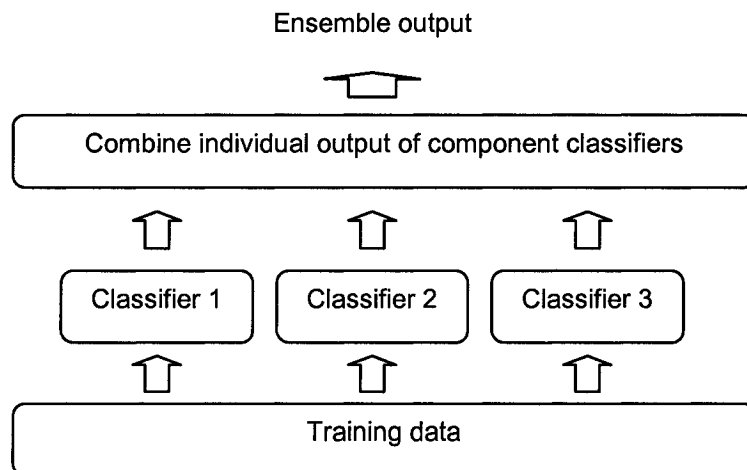 Ensemble output
Combine individual output of component classifiers
Classifier 1
Classifier 2
Classifier 3
Training data